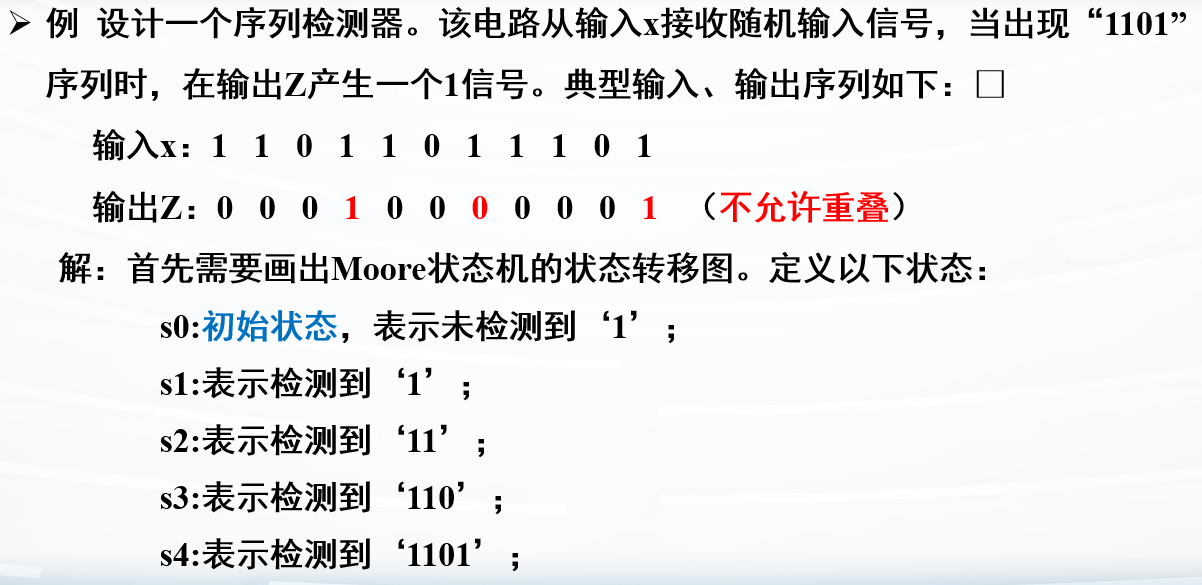 ➢ 例 设计一个序列检测器。该电路从输入x接收随机输入信号，当出现“1101”
序列时，在输出Z产生一个1信号。典型输入、输出序列如下：□
输入x：1 1 0 1 1 0 1 1 1 0 1
输出Z：0 0 0 1 0 0 0 0 0 0 1 （不允许重叠）
解：首先需要画出Moore状态机的状态转移图。定义以下状态：
s0:初始状态，表示未检测到‘1’；
s1:表示检测到‘1’；
s2:表示检测到‘11’；
s3:表示检测到‘110’；
s4:表示检测到‘1101’；